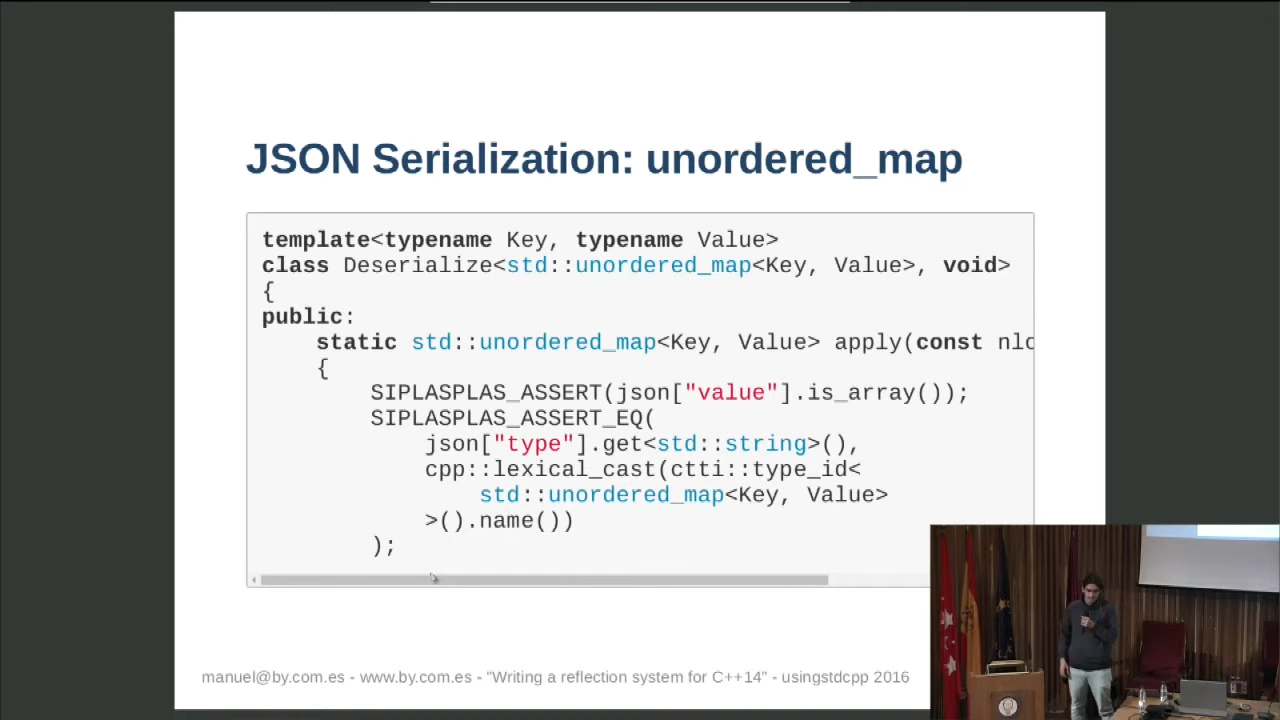 JSON Serialization: unordered_map
template<typename Key, typename Value>
class Deserialize<std::unordered_map<Key, Value>, void>
{
public:
static std::unordered_map<Key, Value> apply(const nlo
{
SIPLASPLAS_ASSERT(json["value"].is_array());
SIPLASPLAS_ASSERT_EQ(
json["type"].get<std::string>(),
cpp::lexical_cast(ctti::type_id<
std::unordered_map<Key, Value>
>().name())
);
manuel@by.com.es - www.by.com.es - "Writing a reflection system for C++14" - usingstdcpp 2016